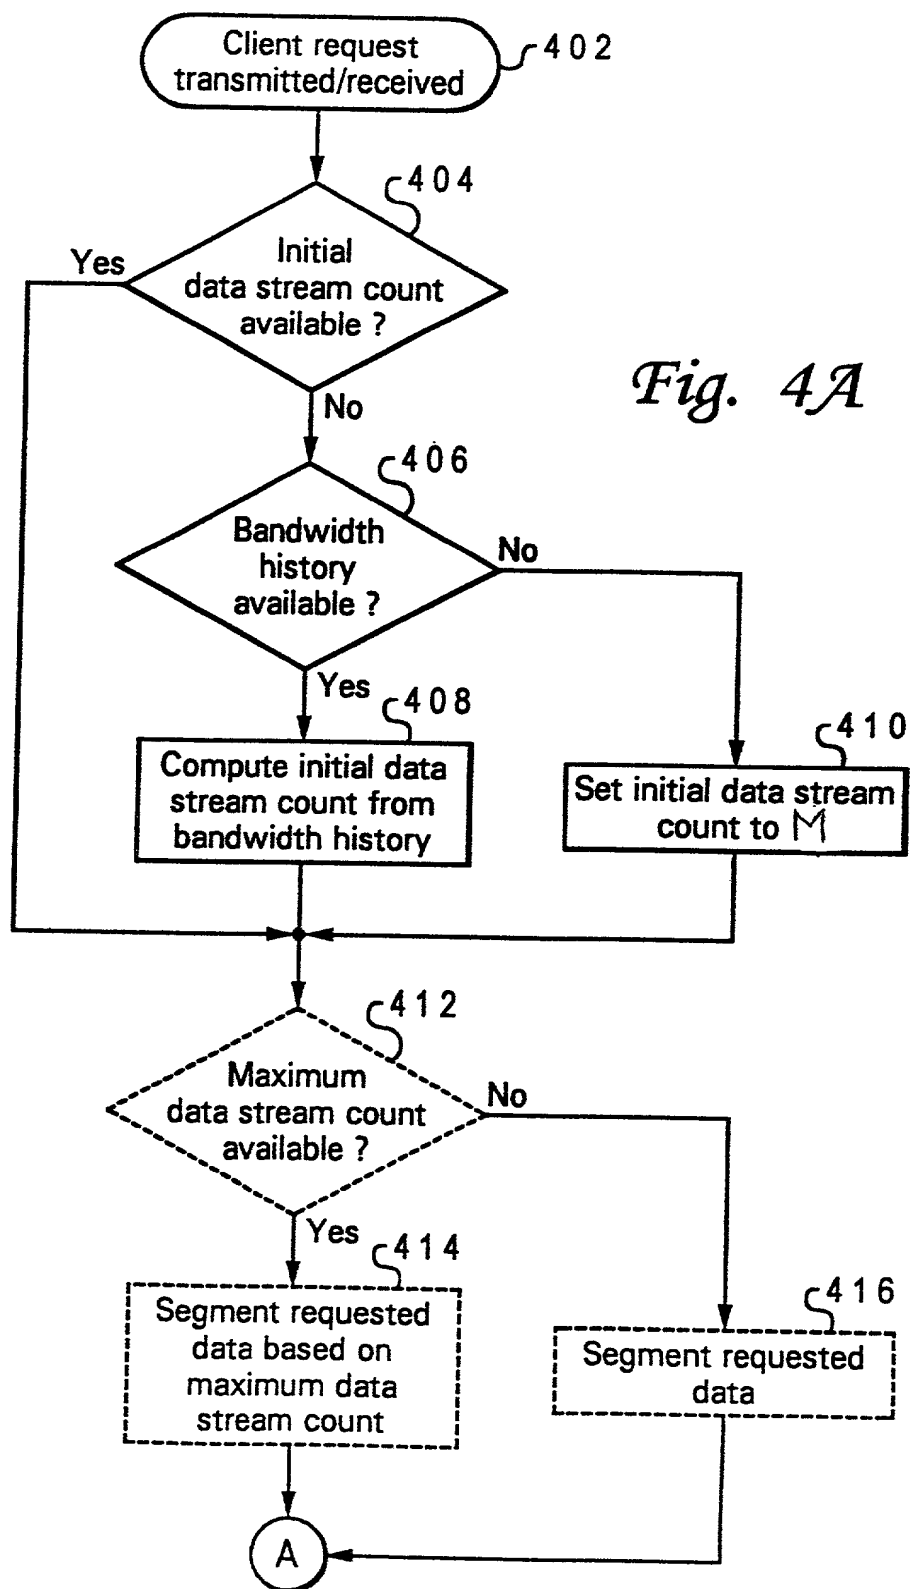 Client request
transmitted/received
402
404
Initial
data stream count
available ?
Yes
No
Fig. 4A
406
Bandwidth
history
available ?
No
Yes
408
Compute initial data
stream count from
bandwidth history
410
Set initial data stream
count to M
412
Maximum
data stream count
available ?
No
Yes
414
Segment requested
data based on
maximum data
stream count
416
Segment requested
data
A